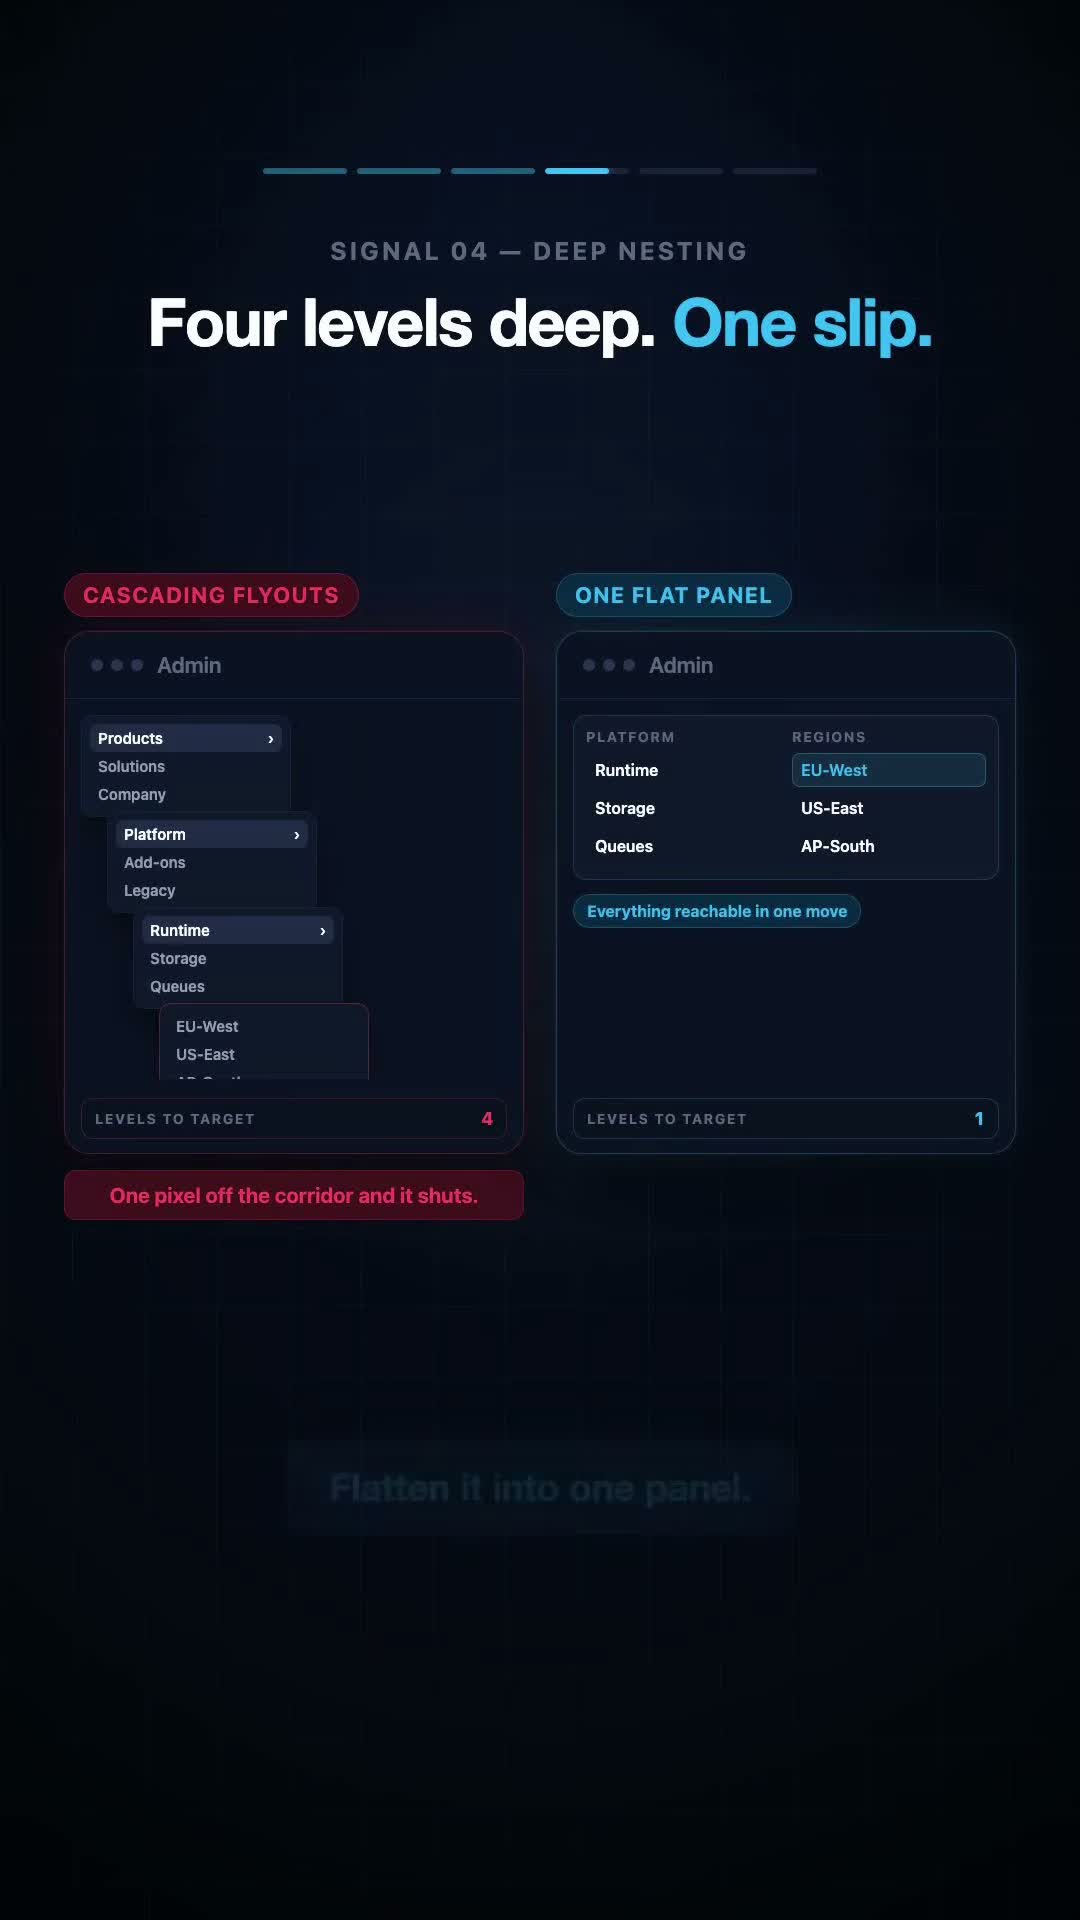 SIGNAL 04 — DEEP NESTING
Four levels deep. One slip.
CASCADING FLYOUTS
Admin
Products ›
Solutions
Company
Platform ›
Add-ons
Legacy
Runtime ›
Storage
Queues
EU-West
US-East
LEVELS TO TARGET 4
One pixel off the corridor and it shuts.
ONE FLAT PANEL
Admin
PLATFORM REGIONS
Runtime EU-West
Storage US-East
Queues AP-South
Everything reachable in one move
LEVELS TO TARGET 1
Flatten it into one panel.